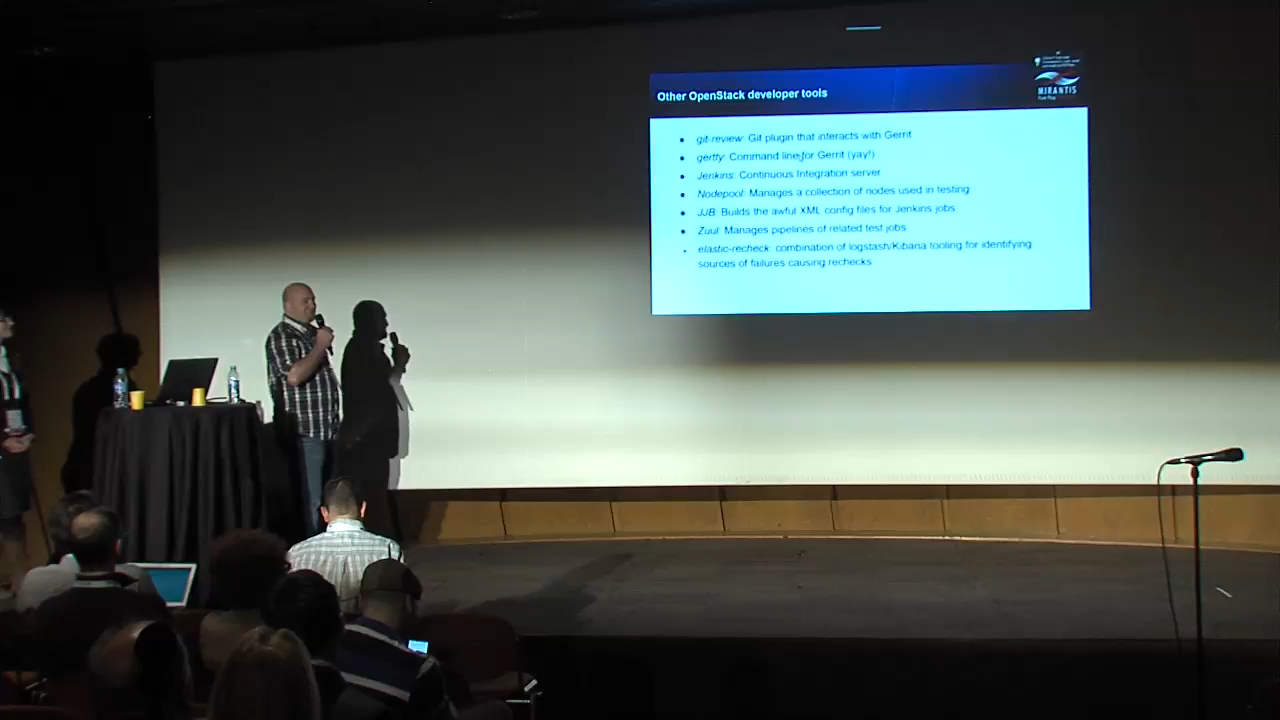 Other OpenStack developer tools
MIRANTIS
• git-review: Git plugin that interacts with Gerrit
• gertty: Command line for Gerrit (yay!)
• Jenkins: Continuous Integration server
• Nodepool: Manages a collection of nodes used in testing
• JJB: Builds the awful XML config files for Jenkins jobs
• Zuul: Manages pipelines of related test jobs
• elastic-recheck: combination of logstash/Kibana tooling for identifying
sources of failures causing rechecks